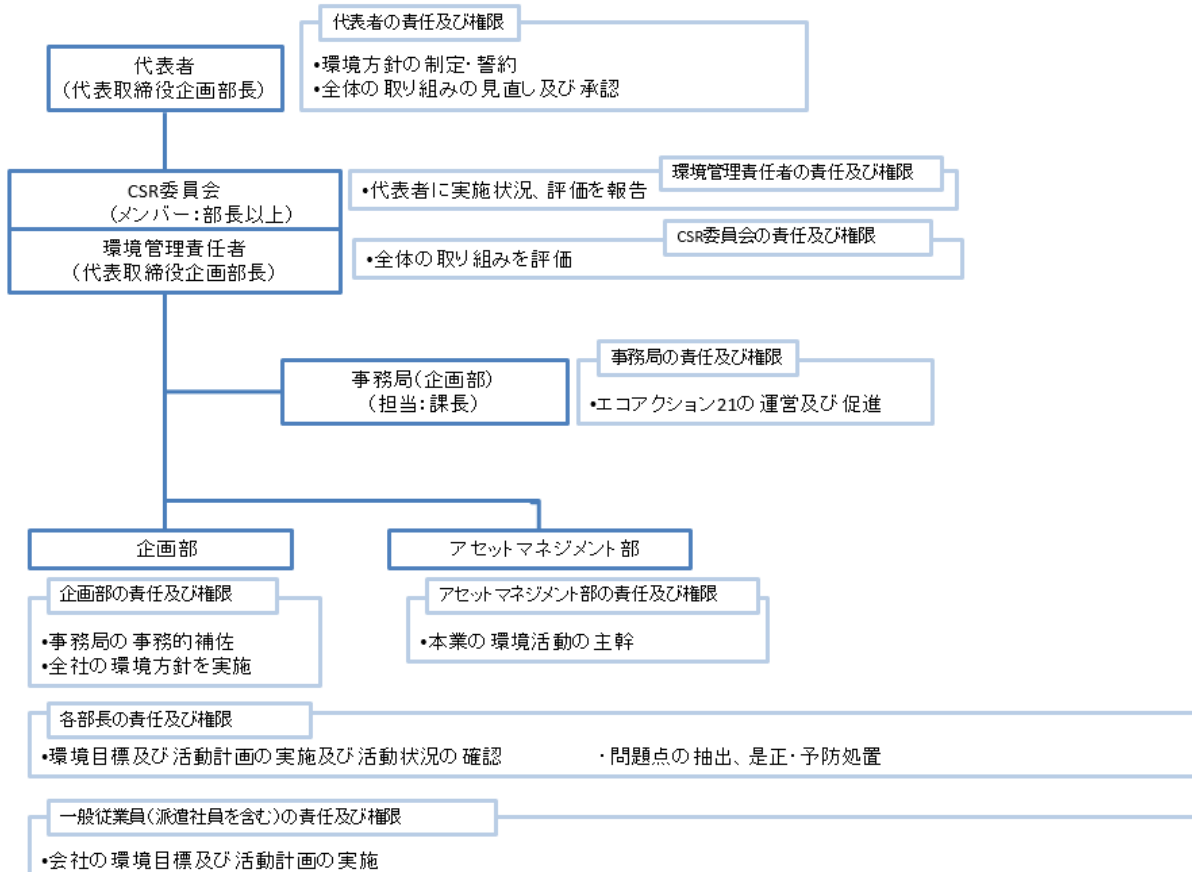 代表者の責任及び権限
代表者
(代表取締役企画部長)
•環境方針の制定・誓約
•全体の取り組みの見直し及び承認
環境管理責任者の責任及び権限
CSR委員会
(メンバー:部長以上)
•代表者に実施状況、評価を報告
CSR委員会の責任及び権限
環境管理責任者
(代表取締役企画部長)
•全体の取り組みを評価
事務局の責任及び権限
事務局(企画部)
(担当:課長)
•エコアクション21の運営及び促進
企画部
アセットマネジメント部
企画部の責任及び権限
アセットマネジメント部の責任及び権限
•事務局の事務的補佐
•全社の環境方針を実施
•本業の環境活動の主幹
各部長の責任及び権限
•環境目標及び活動計画の実施及び活動状況の確認 ・問題点の抽出、是正・予防処置
一般従業員(派遣社員を含む)の責任及び権限
•会社の環境目標及び活動計画の実施